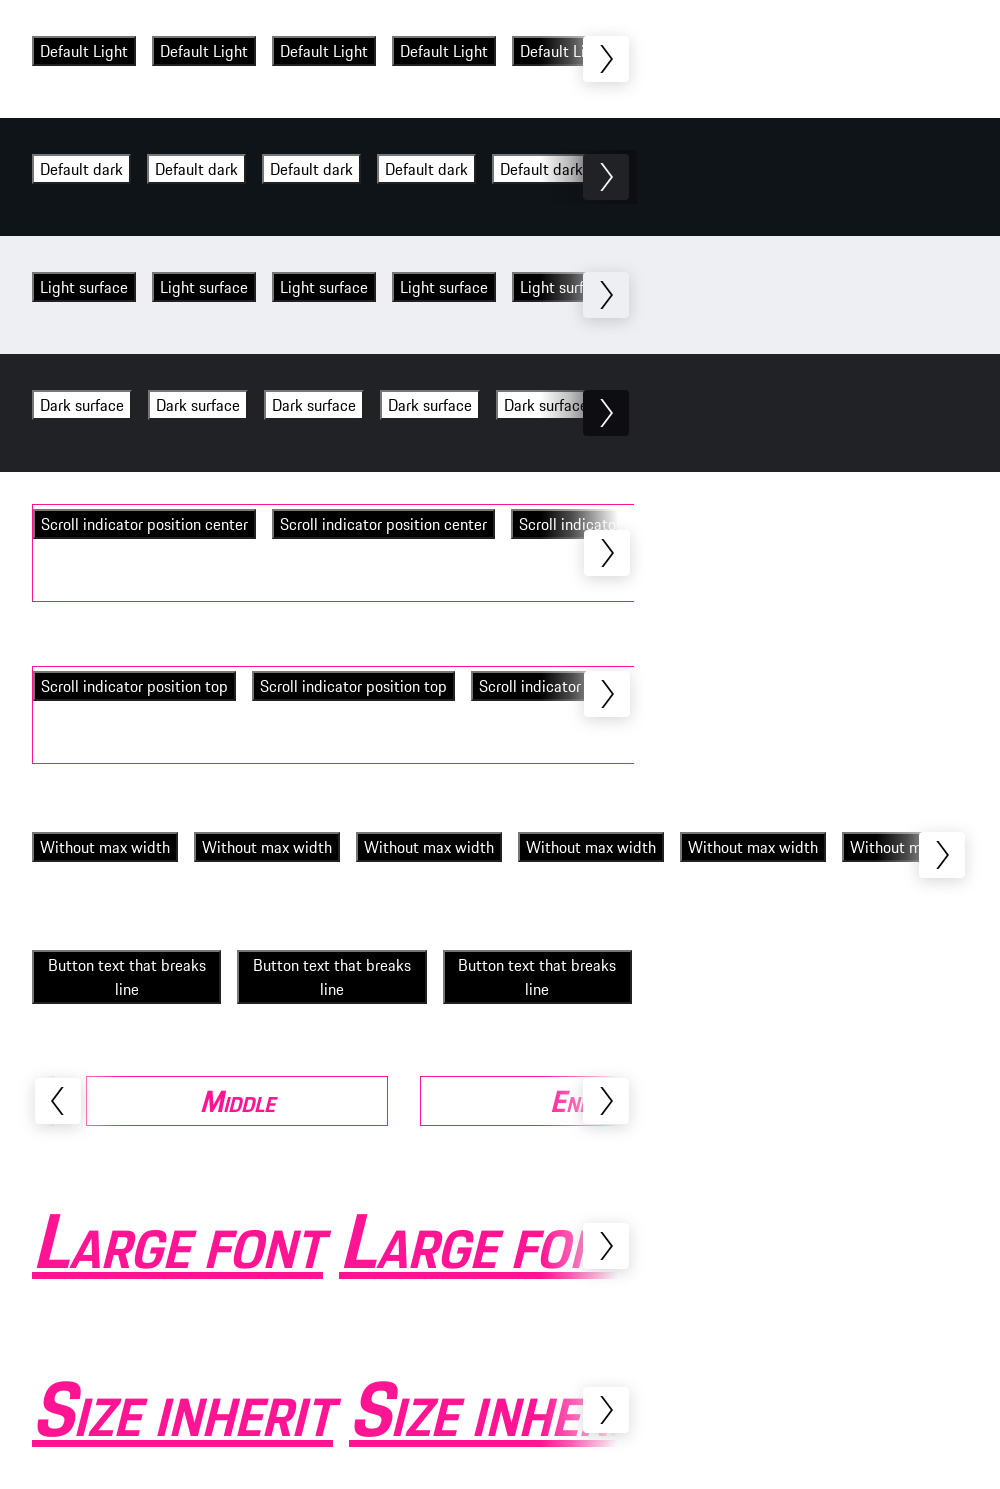 Default Light Default Light Default Light Default Light Default Li
Default dark Default dark Default dark Default dark Default dark
Light surface Light surface Light surface Light surface Light surf
Dark surface Dark surface Dark surface Dark surface Dark surface
Scroll indicator position center Scroll indicator position center Scroll indicato
Scroll indicator position top Scroll indicator position top Scroll indicator
Without max width Without max width Without max width Without max width Without max width Without m
Button text that breaks Button text that breaks Button text that breaks
line line line
Middle En
Large font Large fon
Size inherit Size inher